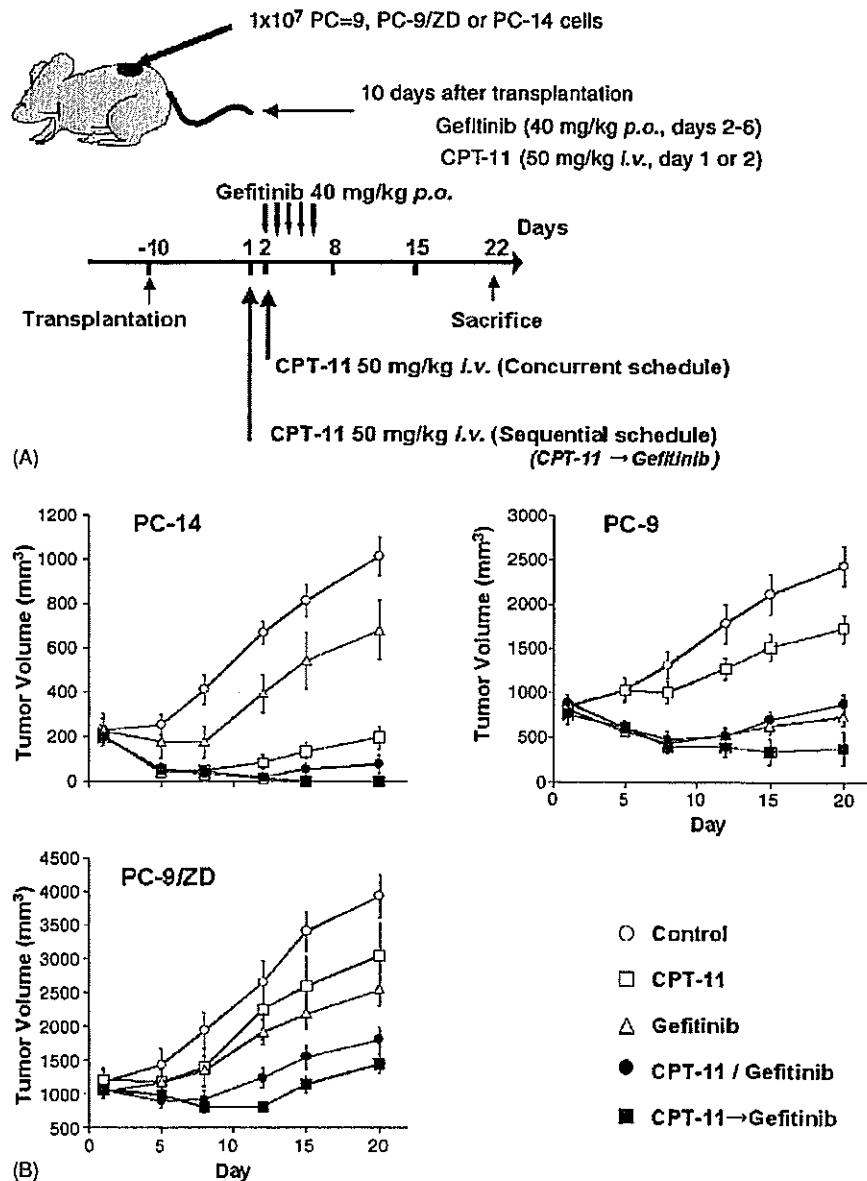 1x10⁷ PC=9, PC-9/ZD or PC-14 cells
10 days after transplantation
Gefitinib (40 mg/kg p.o., days 2-6)
CPT-11 (50 mg/kg i.v., day 1 or 2)
Gefitinib 40 mg/kg p.o.
Days
-10 1 2 8 15 22
Transplantation
Sacrifice
CPT-11 50 mg/kg i.v. (Concurrent schedule)
CPT-11 50 mg/kg i.v. (Sequential schedule)
(CPT-11 → Gefitinib)
(A)
PC-14
Tumor Volume (mm³)
1200
1000
800
600
400
200
0
PC-9
Tumor Volume (mm³)
3000
2500
2000
1500
1000
500
0
0 5 10 15 20
Day
PC-9/ZD
Tumor Volume (mm³)
4500
4000
3500
3000
2500
2000
1500
1000
500
0 5 10 15 20
Day
Control
CPT-11
Gefitinib
CPT-11 / Gefitinib
CPT-11→Gefitinib
(B)